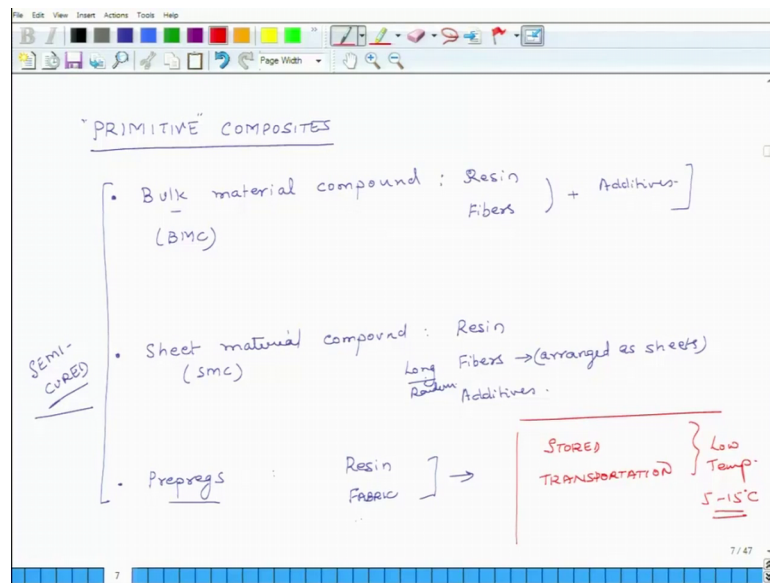 File Edit View Insert Actions Tools Help
B I
Page Width
"PRIMITIVE" COMPOSITES
• Bulk material compound : Resin
Fibers ) + Additives ]
(BMC)
SEMI-
CURED
• Sheet material compound : Resin
(SMC) Long Fibers → (arranged as sheets)
Random Additives.
• Prepregs : Resin
FABRIC ] →
STORED
TRANSPORTATION } Low
Temp.
5-15°C
7/47
7